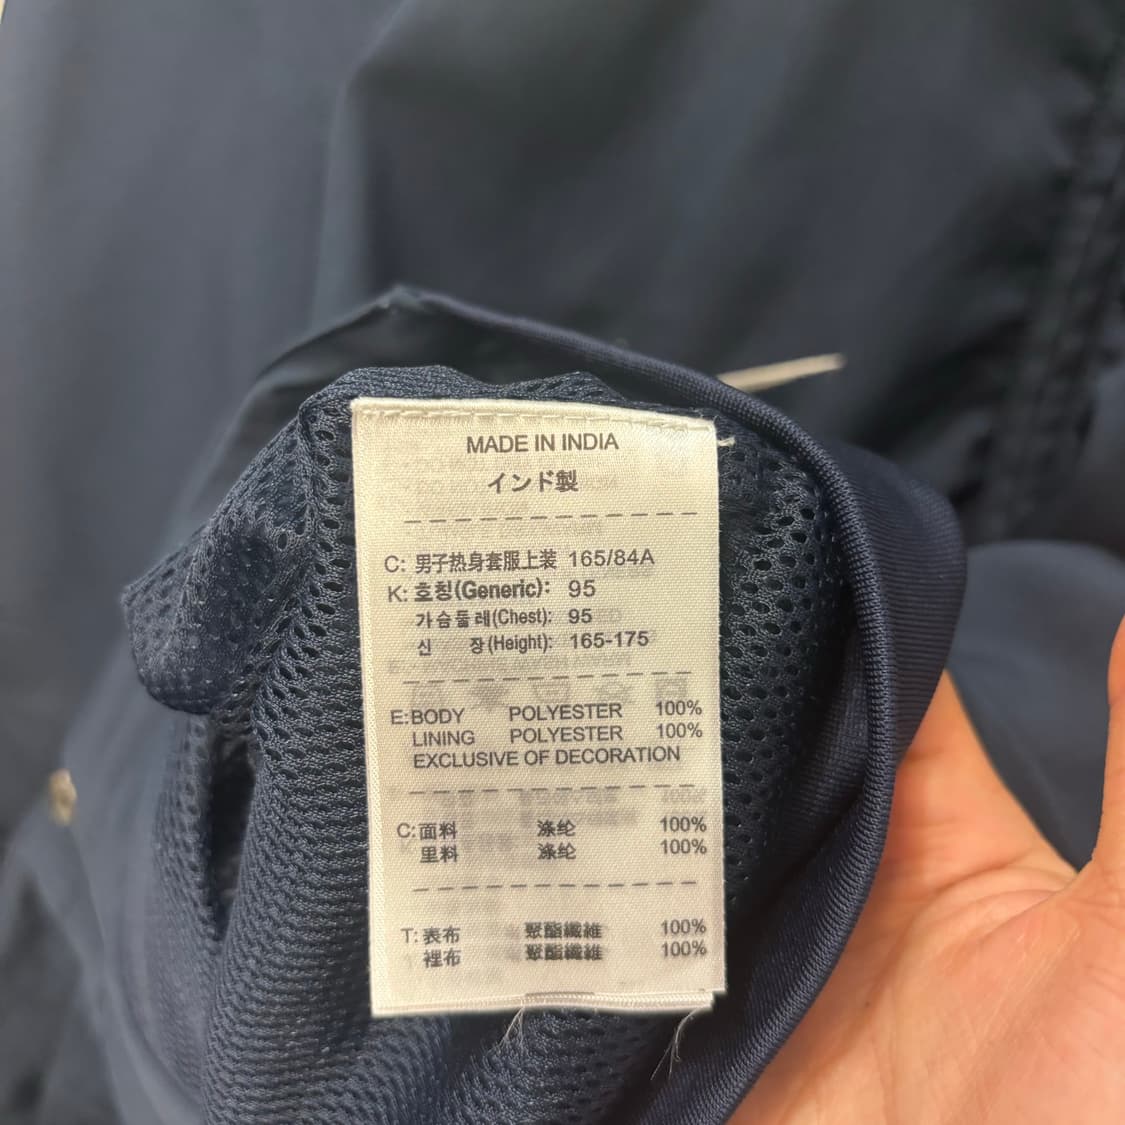 MADE IN INDIA
インド製
C: 男子热身套服上装 165/84A
K: 호칭(Generic): 95
가슴둘레(Chest): 95
신 장(Height): 165-175
E:BODY POLYESTER 100%
LINING POLYESTER 100%
EXCLUSIVE OF DECORATION
C:面料 涤纶 100%
里料 涤纶 100%
T:表布 聚酯纖維 100%
裡布 聚酯纖維 100%